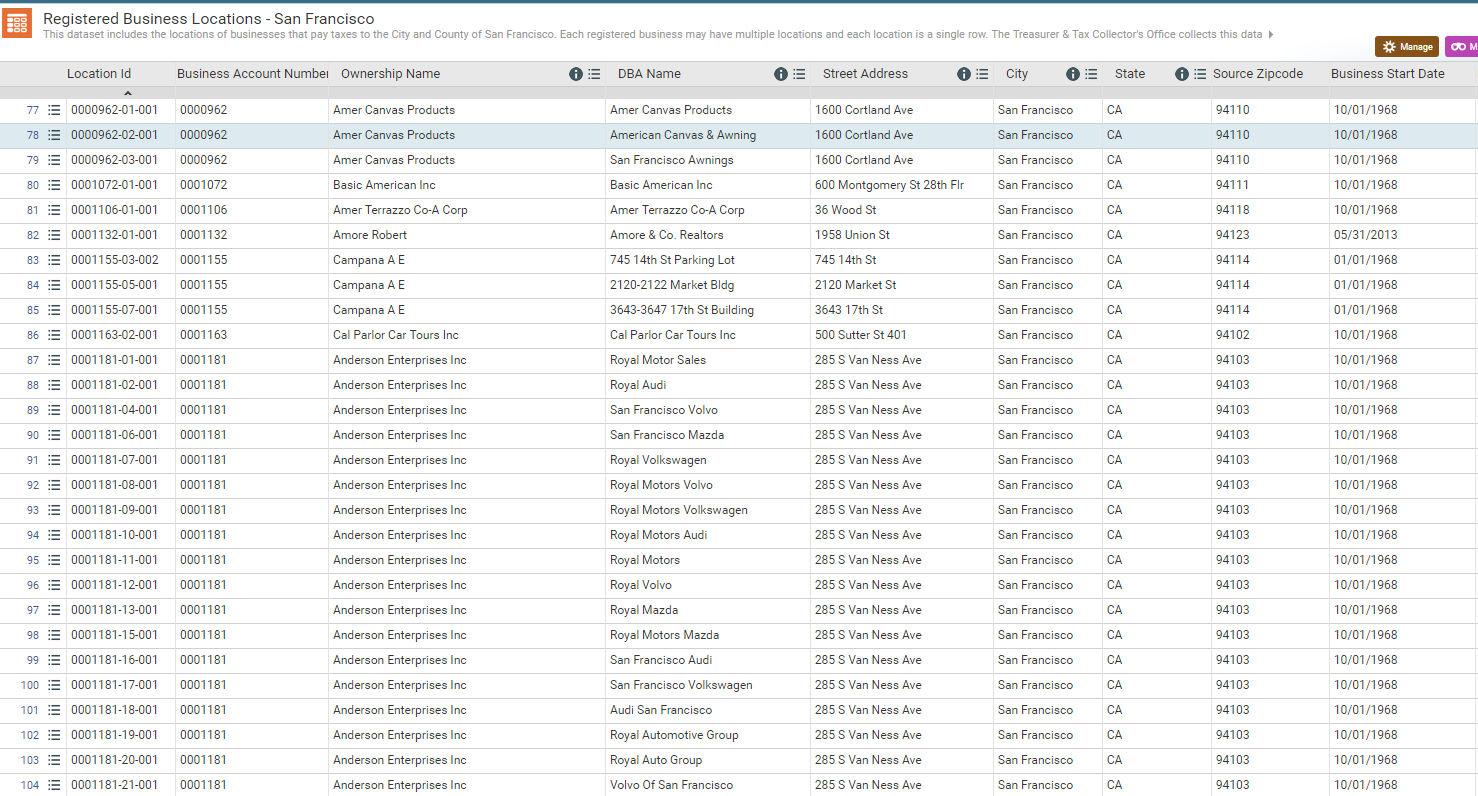 Registered Business Locations - San Francisco
This dataset includes the locations of businesses that pay taxes to the City and County of San Francisco. Each registered business may have multiple locations and each location is a single row. The Treasurer & Tax Collector's Office collects this data
Manage M
Location Id Business Account Number Ownership Name DBA Name Street Address City State Source Zipcode Business Start Date
77 0000962-01-001 0000962 Amer Canvas Products Amer Canvas Products 1600 Cortland Ave San Francisco CA 94110 10/01/1968
78 0000962-02-001 0000962 Amer Canvas Products American Canvas & Awning 1600 Cortland Ave San Francisco CA 94110 10/01/1968
79 0000962-03-001 0000962 Amer Canvas Products San Francisco Awnings 1600 Cortland Ave San Francisco CA 94110 10/01/1968
80 0001072-01-001 0001072 Basic American Inc Basic American Inc 600 Montgomery St 28th Flr San Francisco CA 94111 10/01/1968
81 0001106-01-001 0001106 Amer Terrazzo Co-A Corp Amer Terrazzo Co-A Corp 36 Wood St San Francisco CA 94118 10/01/1968
82 0001132-01-001 0001132 Amore Robert Amore & Co. Realtors 1958 Union St San Francisco CA 94123 05/31/2013
83 0001155-03-002 0001155 Campana A E 745 14th St Parking Lot 745 14th St San Francisco CA 94114 01/01/1968
84 0001155-05-001 0001155 Campana A E 2120-2122 Market Bldg 2120 Market St San Francisco CA 94114 01/01/1968
85 0001155-07-001 0001155 Campana A E 3643-3647 17th St Building 3643 17th St San Francisco CA 94114 01/01/1968
86 0001163-02-001 0001163 Cal Parlor Car Tours Inc Cal Parlor Car Tours Inc 500 Sutter St 401 San Francisco CA 94102 10/01/1968
87 0001181-01-001 0001181 Anderson Enterprises Inc Royal Motor Sales 285 S Van Ness Ave San Francisco CA 94103 10/01/1968
88 0001181-02-001 0001181 Anderson Enterprises Inc Royal Audi 285 S Van Ness Ave San Francisco CA 94103 10/01/1968
89 0001181-04-001 0001181 Anderson Enterprises Inc San Francisco Volvo 285 S Van Ness Ave San Francisco CA 94103 10/01/1968
90 0001181-06-001 0001181 Anderson Enterprises Inc San Francisco Mazda 285 S Van Ness Ave San Francisco CA 94103 10/01/1968
91 0001181-07-001 0001181 Anderson Enterprises Inc Royal Volkswagen 285 S Van Ness Ave San Francisco CA 94103 10/01/1968
92 0001181-08-001 0001181 Anderson Enterprises Inc Royal Motors Volvo 285 S Van Ness Ave San Francisco CA 94103 10/01/1968
93 0001181-09-001 0001181 Anderson Enterprises Inc Royal Motors Volkswagen 285 S Van Ness Ave San Francisco CA 94103 10/01/1968
94 0001181-10-001 0001181 Anderson Enterprises Inc Royal Motors Audi 285 S Van Ness Ave San Francisco CA 94103 10/01/1968
95 0001181-11-001 0001181 Anderson Enterprises Inc Royal Motors 285 S Van Ness Ave San Francisco CA 94103 10/01/1968
96 0001181-12-001 0001181 Anderson Enterprises Inc Royal Volvo 285 S Van Ness Ave San Francisco CA 94103 10/01/1968
97 0001181-13-001 0001181 Anderson Enterprises Inc Royal Mazda 285 S Van Ness Ave San Francisco CA 94103 10/01/1968
98 0001181-15-001 0001181 Anderson Enterprises Inc Royal Motors Mazda 285 S Van Ness Ave San Francisco CA 94103 10/01/1968
99 0001181-16-001 0001181 Anderson Enterprises Inc San Francisco Audi 285 S Van Ness Ave San Francisco CA 94103 10/01/1968
100 0001181-17-001 0001181 Anderson Enterprises Inc San Francisco Volkswagen 285 S Van Ness Ave San Francisco CA 94103 10/01/1968
101 0001181-18-001 0001181 Anderson Enterprises Inc Audi San Francisco 285 S Van Ness Ave San Francisco CA 94103 10/01/1968
102 0001181-19-001 0001181 Anderson Enterprises Inc Royal Automotive Group 285 S Van Ness Ave San Francisco CA 94103 10/01/1968
103 0001181-20-001 0001181 Anderson Enterprises Inc Royal Auto Group 285 S Van Ness Ave San Francisco CA 94103 10/01/1968
104 0001181-21-001 0001181 Anderson Enterprises Inc Volvo Of San Francisco 285 S Van Ness Ave San Francisco CA 94103 10/01/1968